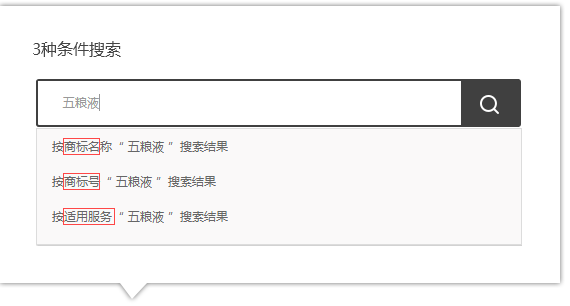 3种条件搜索
五粮液
按商标名称“五粮液”搜索结果
按商标号“五粮液”搜索结果
按适用服务“五粮液”搜索结果